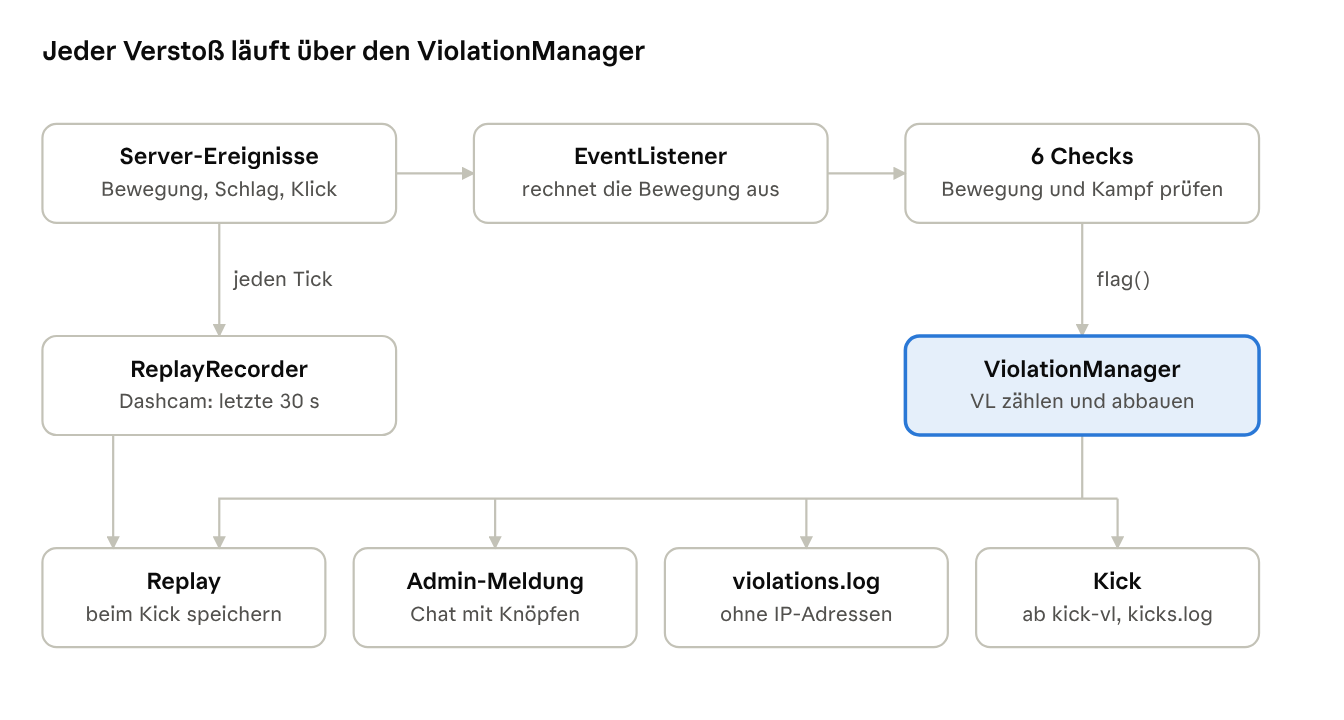 Jeder Verstoß läuft über den ViolationManager
Server-Ereignisse
Bewegung, Schlag, Klick
EventListener
rechnet die Bewegung aus
6 Checks
Bewegung und Kampf prüfen
jeden Tick
flag()
ReplayRecorder
Dashcam: letzte 30 s
ViolationManager
VL zählen und abbauen
Replay
beim Kick speichern
Admin-Meldung
Chat mit Knöpfen
violations.log
ohne IP-Adressen
Kick
ab kick-vl, kicks.log